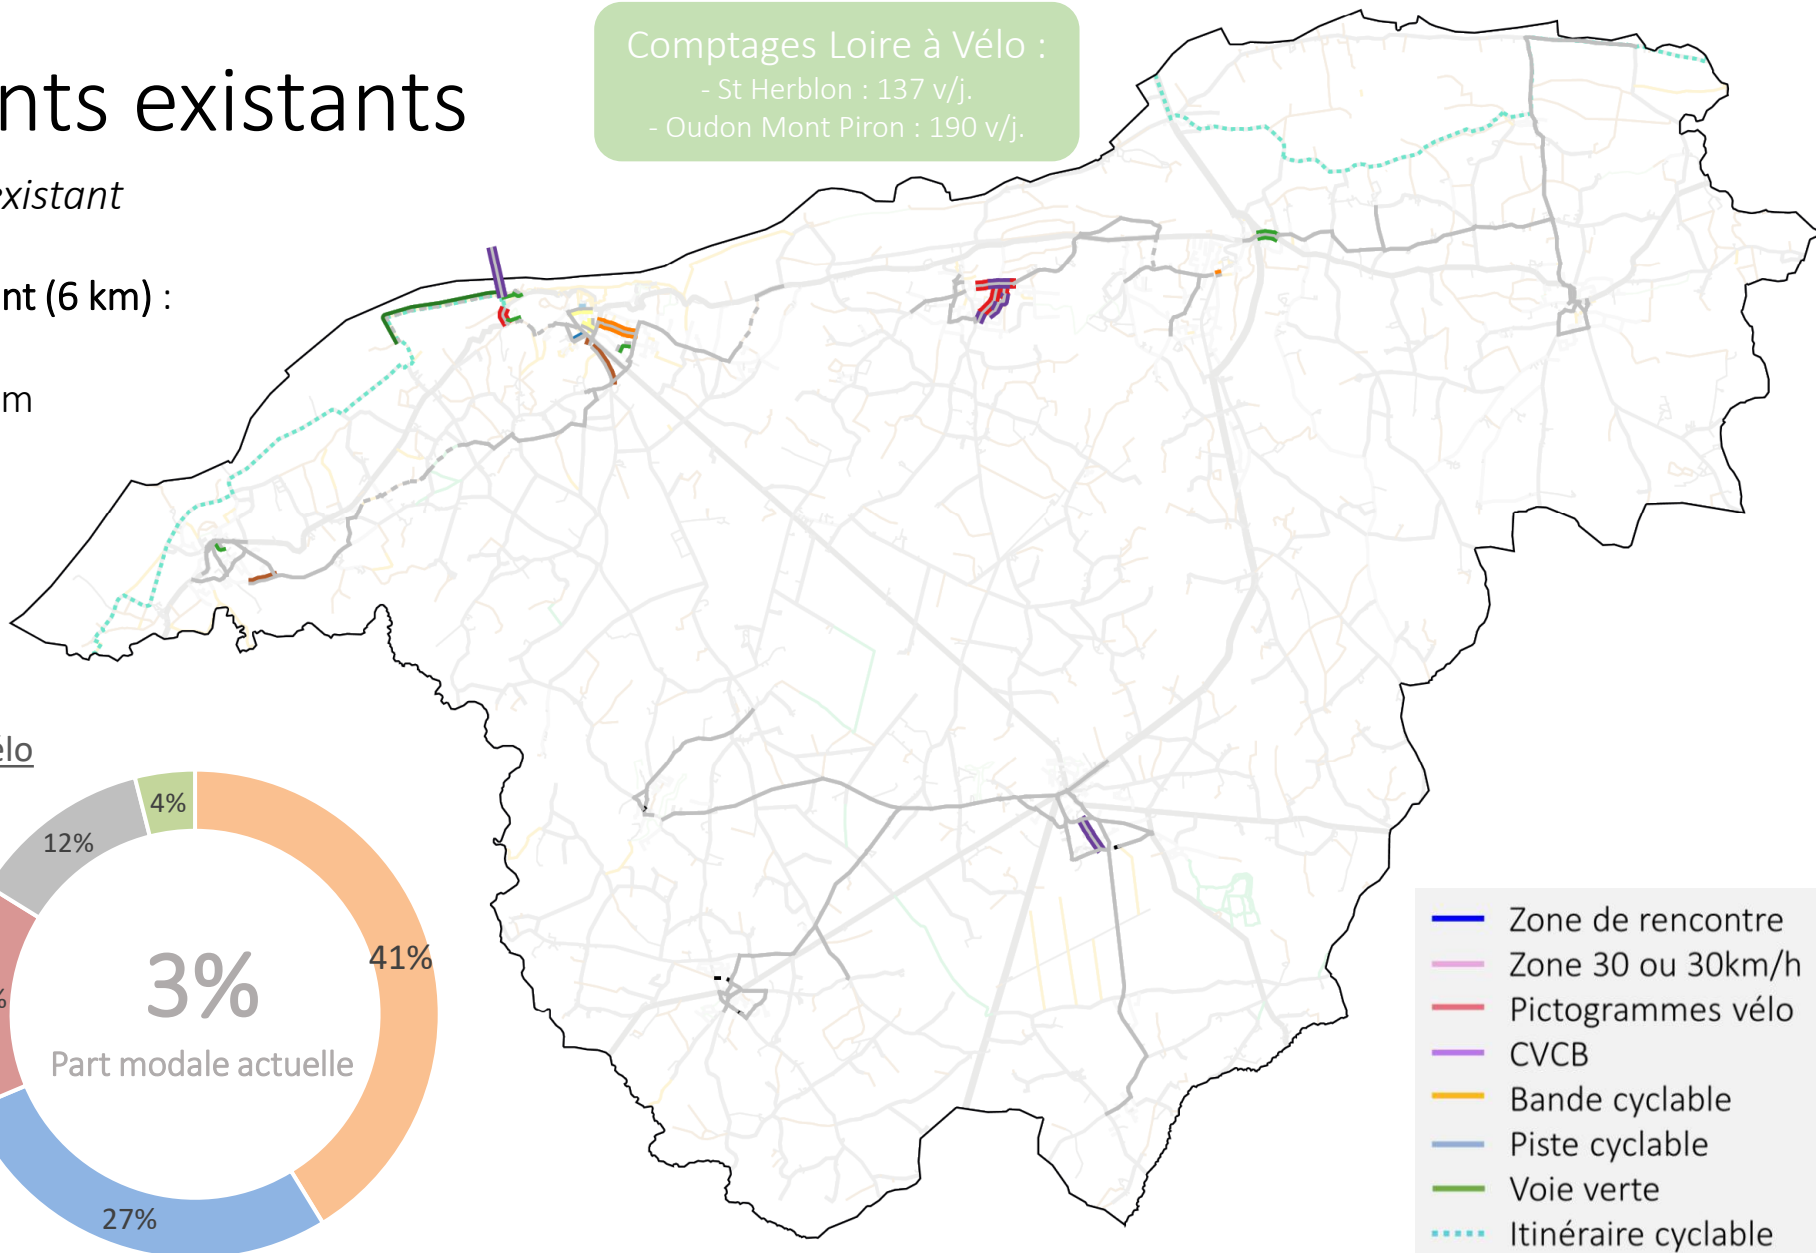 nts existants
Comptages Loire à Vélo :
- St Herblon : 137 v/j.
- Oudon Mont Piron : 190 v/j.
existant
nt (6 km) :
m
élo
4%
12%
41%
%
3%
Part modale actuelle
27%
Zone de rencontre
Zone 30 ou 30km/h
Pictogrammes vélo
CVCB
Bande cyclable
Piste cyclable
Voie verte
Itinéraire cyclable